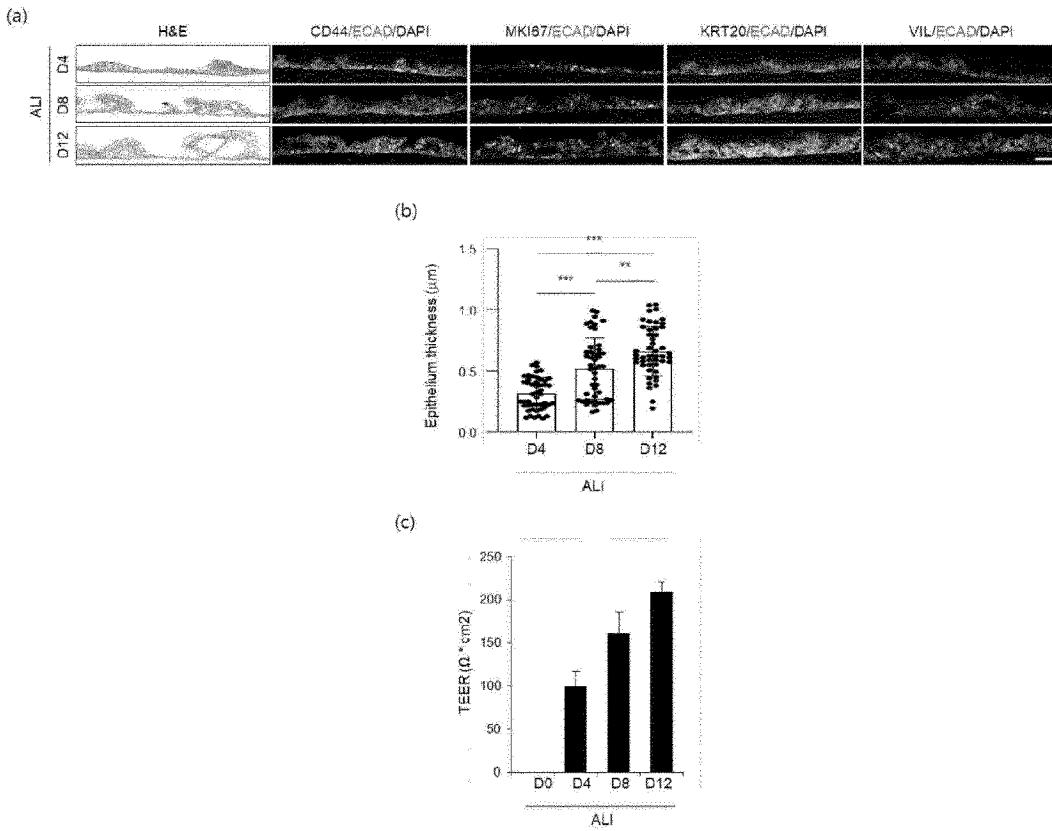 (a)
H&E CD44/ECAD/DAPI MKI67/ECAD/DAPI KRT20/ECAD/DAPI VIL/ECAD/DAPI
ALI
D4
D8
D12
(b)
Epithelium thickness (μm)
1.5
1.0
0.5
0.0
***
*** **
D4 D8 D12
ALI
(c)
TEER (Ω * cm2)
250
200
150
100
50
0
D0 D4 D8 D12
ALI